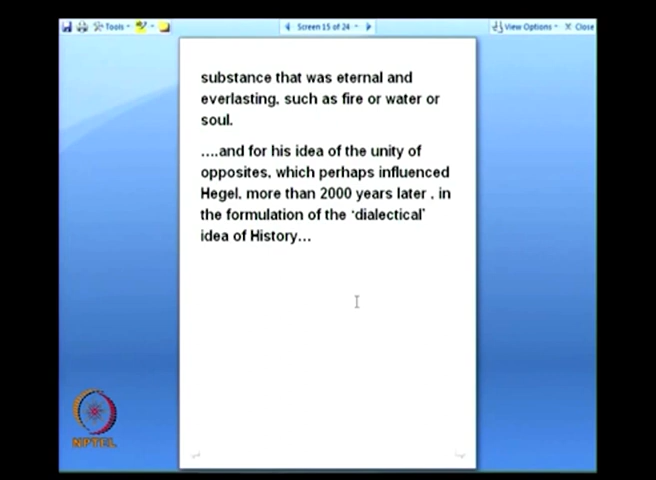 Tools
Screen 15 of 24
View Options
Close
substance that was eternal and
everlasting, such as fire or water or
soul.
....and for his idea of the unity of
opposites, which perhaps influenced
Hegel, more than 2000 years later , in
the formulation of the ‘dialectical’
idea of History...
NPTEL